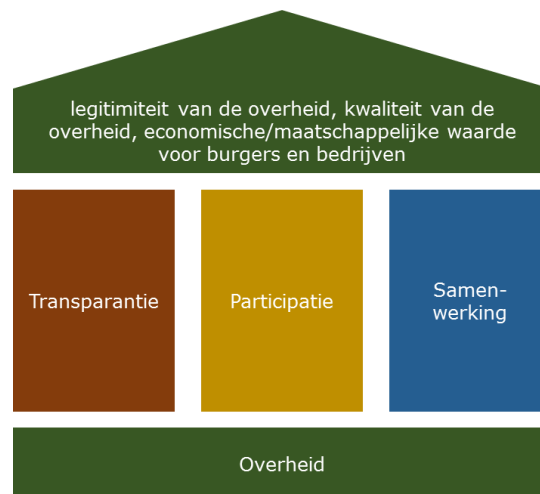 legitimiteit van de overheid, kwaliteit van de
overheid, economische/maatschappelijke waarde
voor burgers en bedrijven
Transparantie
Participatie
Samen-
werking
Overheid